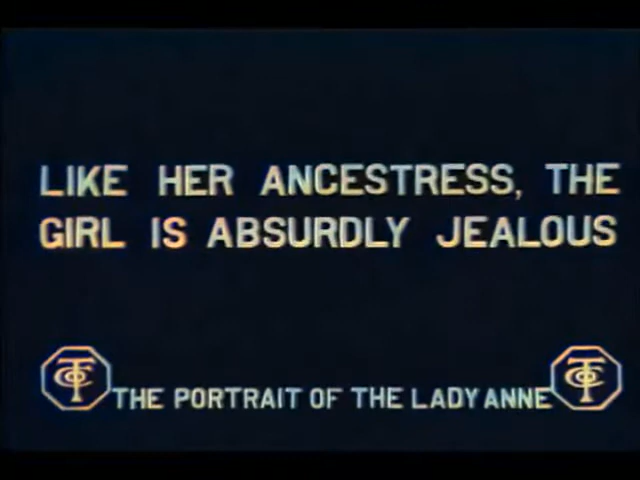 LIKE HER ANCESTRESS, THE
GIRL IS ABSURDLY JEALOUS
THE PORTRAIT OF THE LADY ANNE